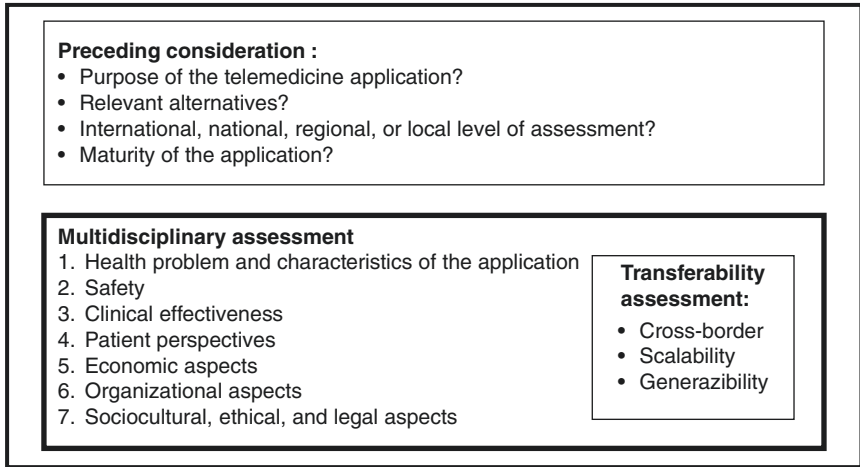 Preceding consideration :
• Purpose of the telemedicine application?
• Relevant alternatives?
• International, national, regional, or local level of assessment?
• Maturity of the application?
Multidisciplinary assessment
1. Health problem and characteristics of the application
2. Safety
3. Clinical effectiveness
4. Patient perspectives
5. Economic aspects
6. Organizational aspects
7. Sociocultural, ethical, and legal aspects
Transferability
assessment:
• Cross-border
• Scalability
• Generazibility